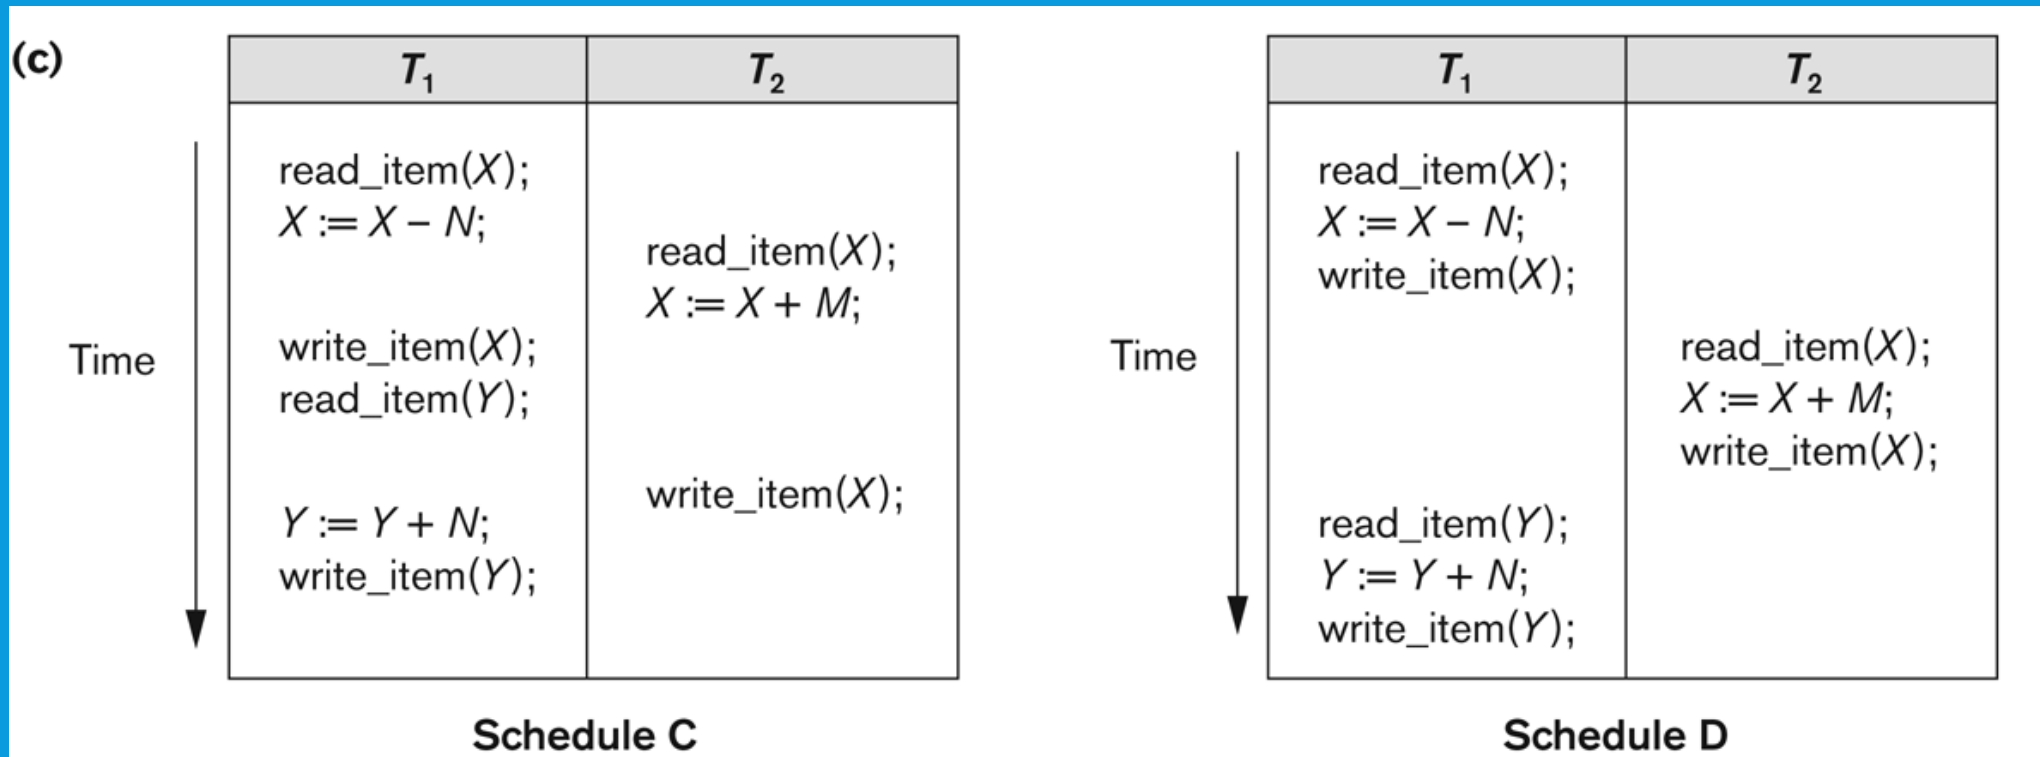 (c)
T1 T2
read_item(X);
X := X – N;
read_item(X);
X := X + M;
Time
write_item(X);
read_item(Y);
write_item(X);
Y := Y + N;
write_item(Y);
Schedule C
T1 T2
read_item(X);
X := X – N;
write_item(X);
Time
read_item(X);
X := X + M;
write_item(X);
read_item(Y);
Y := Y + N;
write_item(Y);
Schedule D